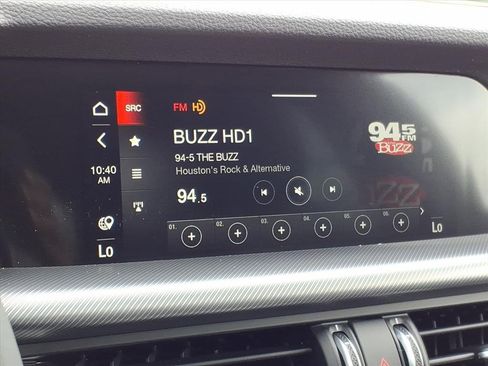 SRC
FM HD
BUZZ HD1
94-5 THE BUZZ
Houston's Rock & Alternative
94.5
10:40
AM
Lo
01. 02. 03. 04. 05. 06.
Lo
94.5 FM
BUZZ